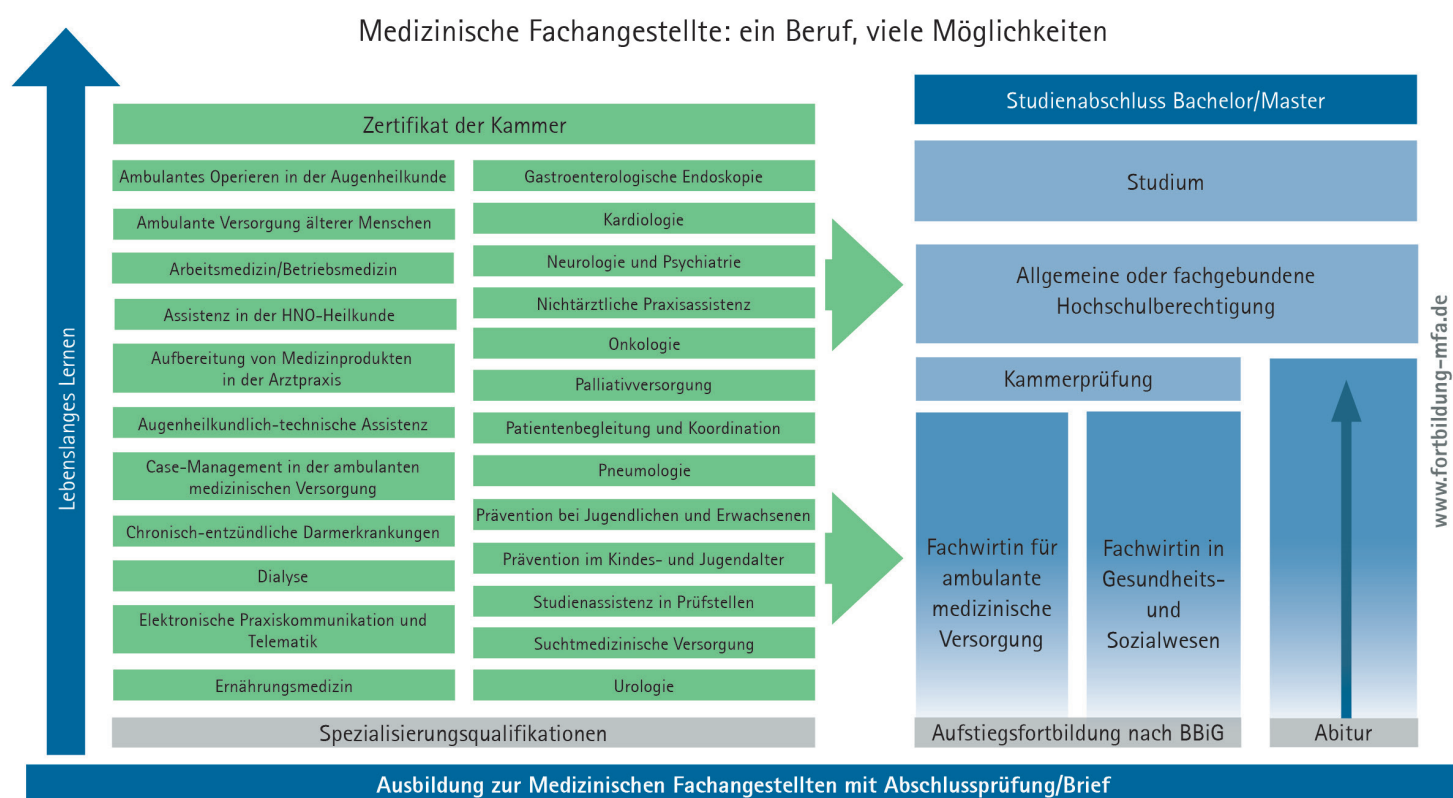 Medizinische Fachangestellte: ein Beruf, viele Möglichkeiten
Lebenslanges Lernen
Zertifikat der Kammer
Ambulantes Operieren in der Augenheilkunde
Ambulante Versorgung älterer Menschen
Arbeitsmedizin/Betriebsmedizin
Assistenz in der HNO-Heilkunde
Aufbereitung von Medizinprodukten
in der Arztpraxis
Augenheilkundlich-technische Assistenz
Case-Management in der ambulanten
medizinischen Versorgung
Chronisch-entzündliche Darmerkrankungen
Dialyse
Elektronische Praxiskommunikation und
Telematik
Ernährungsmedizin
Gastroenterologische Endoskopie
Kardiologie
Neurologie und Psychiatrie
Nichtärztliche Praxisassistenz
Onkologie
Palliativversorgung
Patientenbegleitung und Koordination
Pneumologie
Prävention bei Jugendlichen und Erwachsenen
Prävention im Kindes- und Jugendalter
Studienassistenz in Prüfstellen
Suchtmedizinische Versorgung
Urologie
Spezialisierungsqualifikationen
Studienabschluss Bachelor/Master
Studium
Allgemeine oder fachgebundene
Hochschulberechtigung
Kammerprüfung
Fachwirtin für
ambulante
medizinische
Versorgung
Fachwirtin in
Gesundheits-
und
Sozialwesen
Aufstiegsfortbildung nach BBiG
Abitur
www.fortbildung-mfa.de
Ausbildung zur Medizinischen Fachangestellten mit Abschlussprüfung/Brief